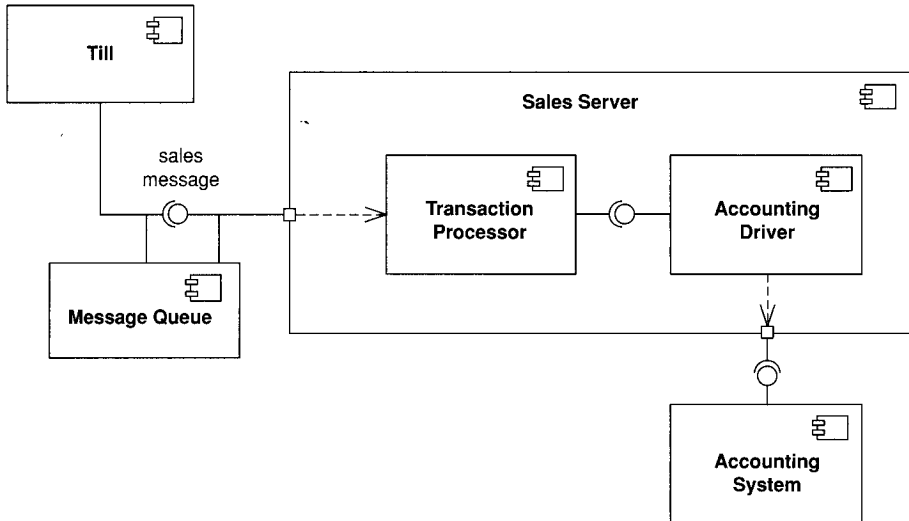 Till
Sales Server
sales
message
Transaction
Processor
Accounting
Driver
Message Queue
Accounting
System